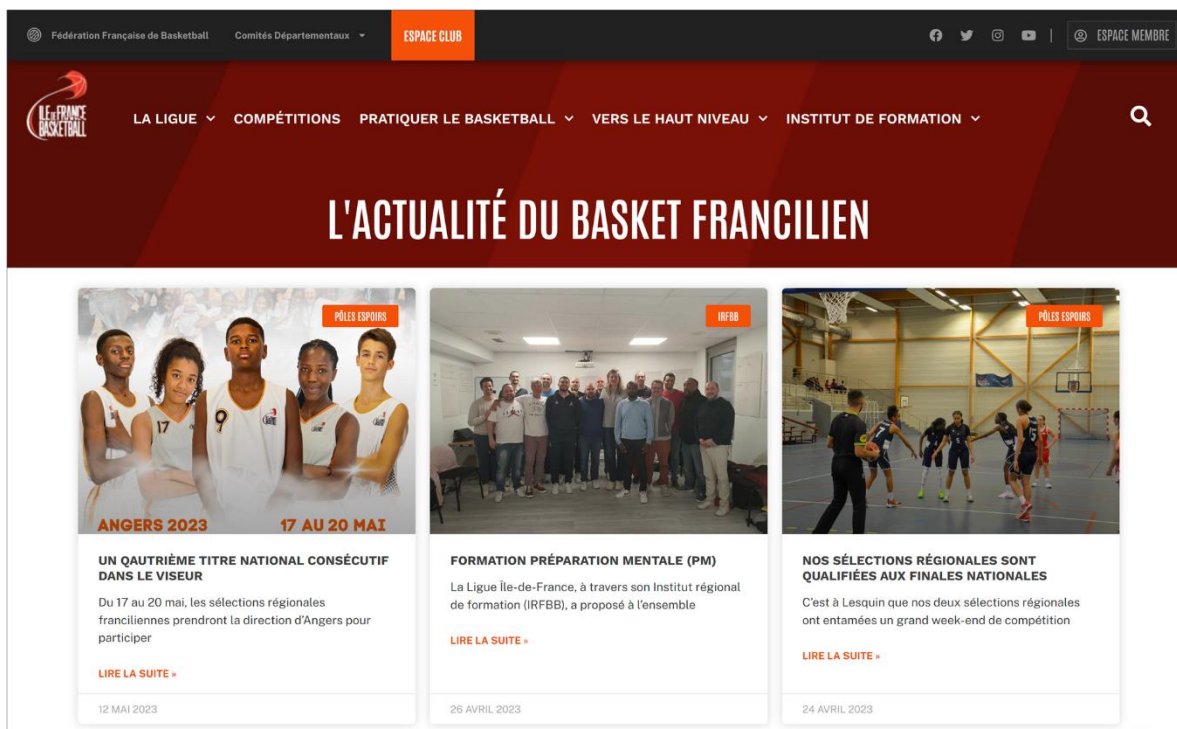 Fédération Française de Basketball Comités Départementaux ESPACE CLUB ESPACE MEMBRE
ILE DE FRANCE
BASKETBALL
LA LIGUE COMPÉTITIONS PRATIQUER LE BASKETBALL VERS LE HAUT NIVEAU INSTITUT DE FORMATION
L'ACTUALITÉ DU BASKET FRANCILIEN
PÔLES ESPOIRS
17
9
ANGERS 2023 17 AU 20 MAI
UN QAUTRIÈME TITRE NATIONAL CONSÉCUTIF
DANS LE VISEUR
Du 17 au 20 mai, les sélections régionales
franciliennes prendront la direction d'Angers pour
participer
LIRE LA SUITE »
12 MAI 2023
IRFBB
FORMATION PRÉPARATION MENTALE (PM)
La Ligue Île-de-France, à travers son Institut régional
de formation (IRFBB), a proposé à l'ensemble
LIRE LA SUITE »
26 AVRIL 2023
PÔLES ESPOIRS
NOS SÉLECTIONS RÉGIONALES SONT
QUALIFIÉES AUX FINALES NATIONALES
C'est à Lesquin que nos deux sélections régionales
ont entamées un grand week-end de compétition
LIRE LA SUITE »
24 AVRIL 2023